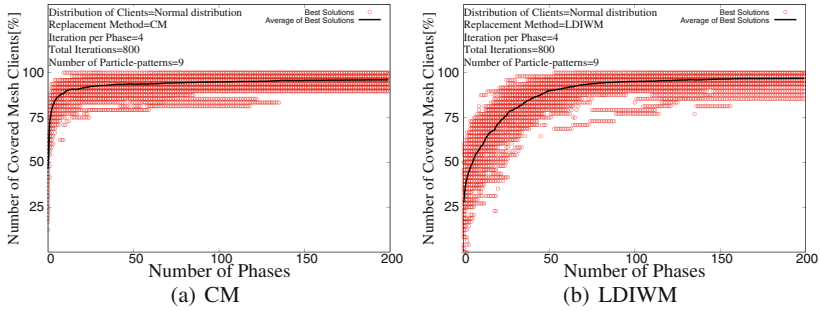 Distribution of Clients=Normal distribution
Replacement Method=CM
Iteration per Phase=4
Total Iterations=800
Number of Particle-patterns=9
Best Solutions
Average of Best Solutions
Number of Covered Mesh Clients[%]
100
75
50
25
0 50 100 150 200
Number of Phases
(a) CM
Distribution of Clients=Normal distribution
Replacement Method=LDIWM
Iteration per Phase=4
Total Iterations=800
Number of Particle-patterns=9
Best Solutions
Average of Best Solutions
Number of Covered Mesh Clients[%]
100
75
50
25
0 50 100 150 200
Number of Phases
(b) LDIWM